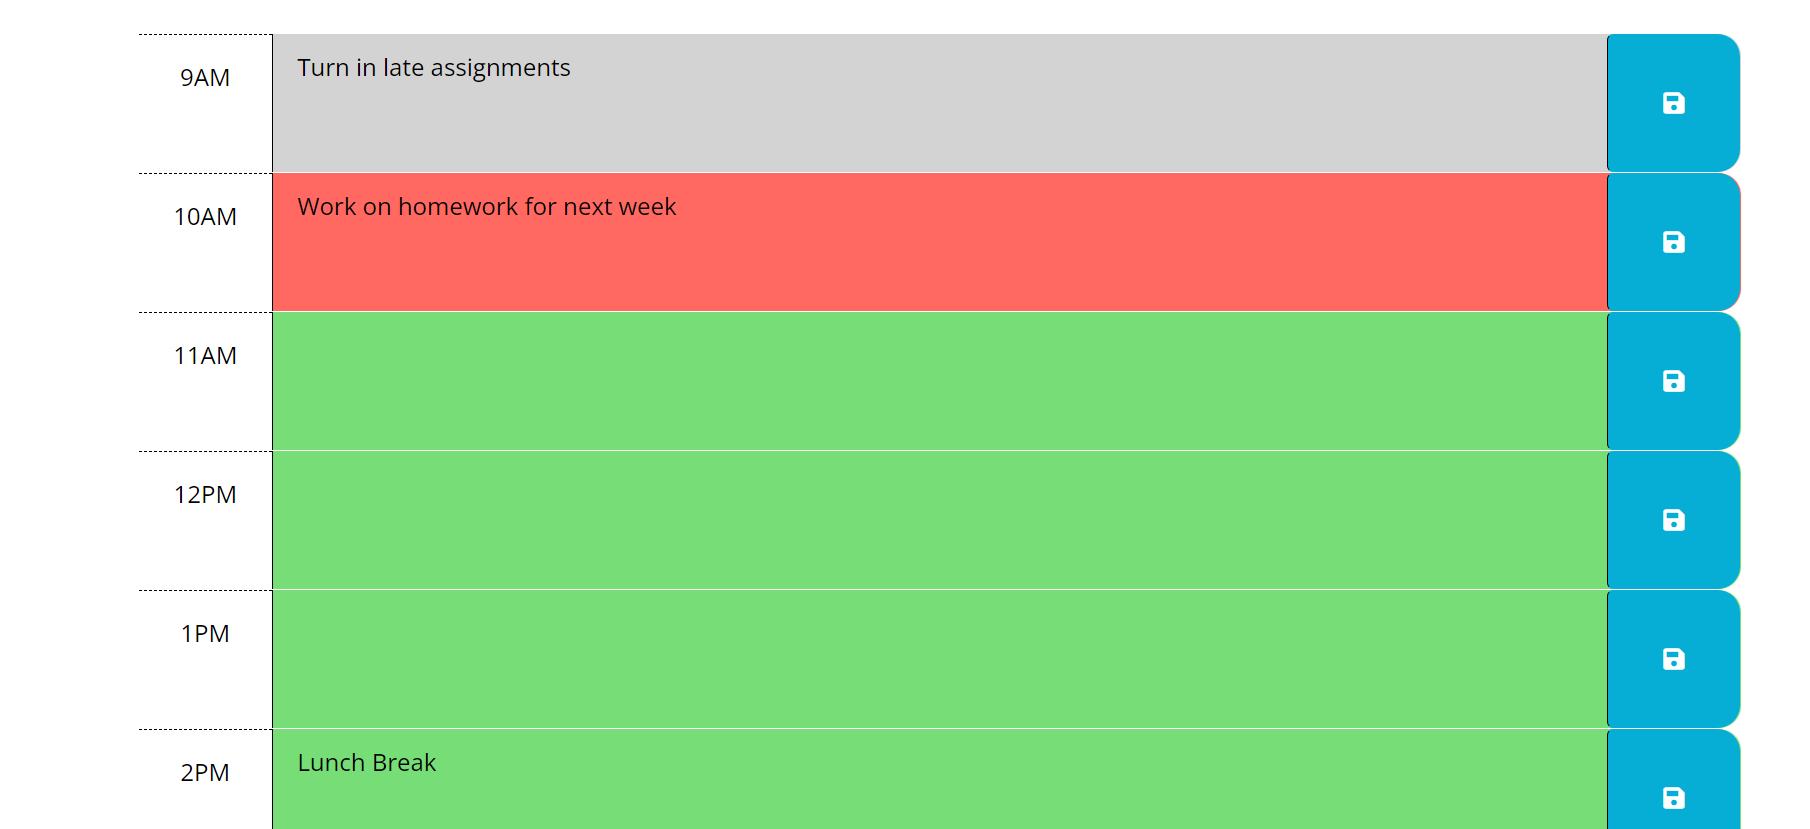 9AM
Turn in late assignments
10AM
Work on homework for next week
11AM
12PM
1PM
2PM
Lunch Break